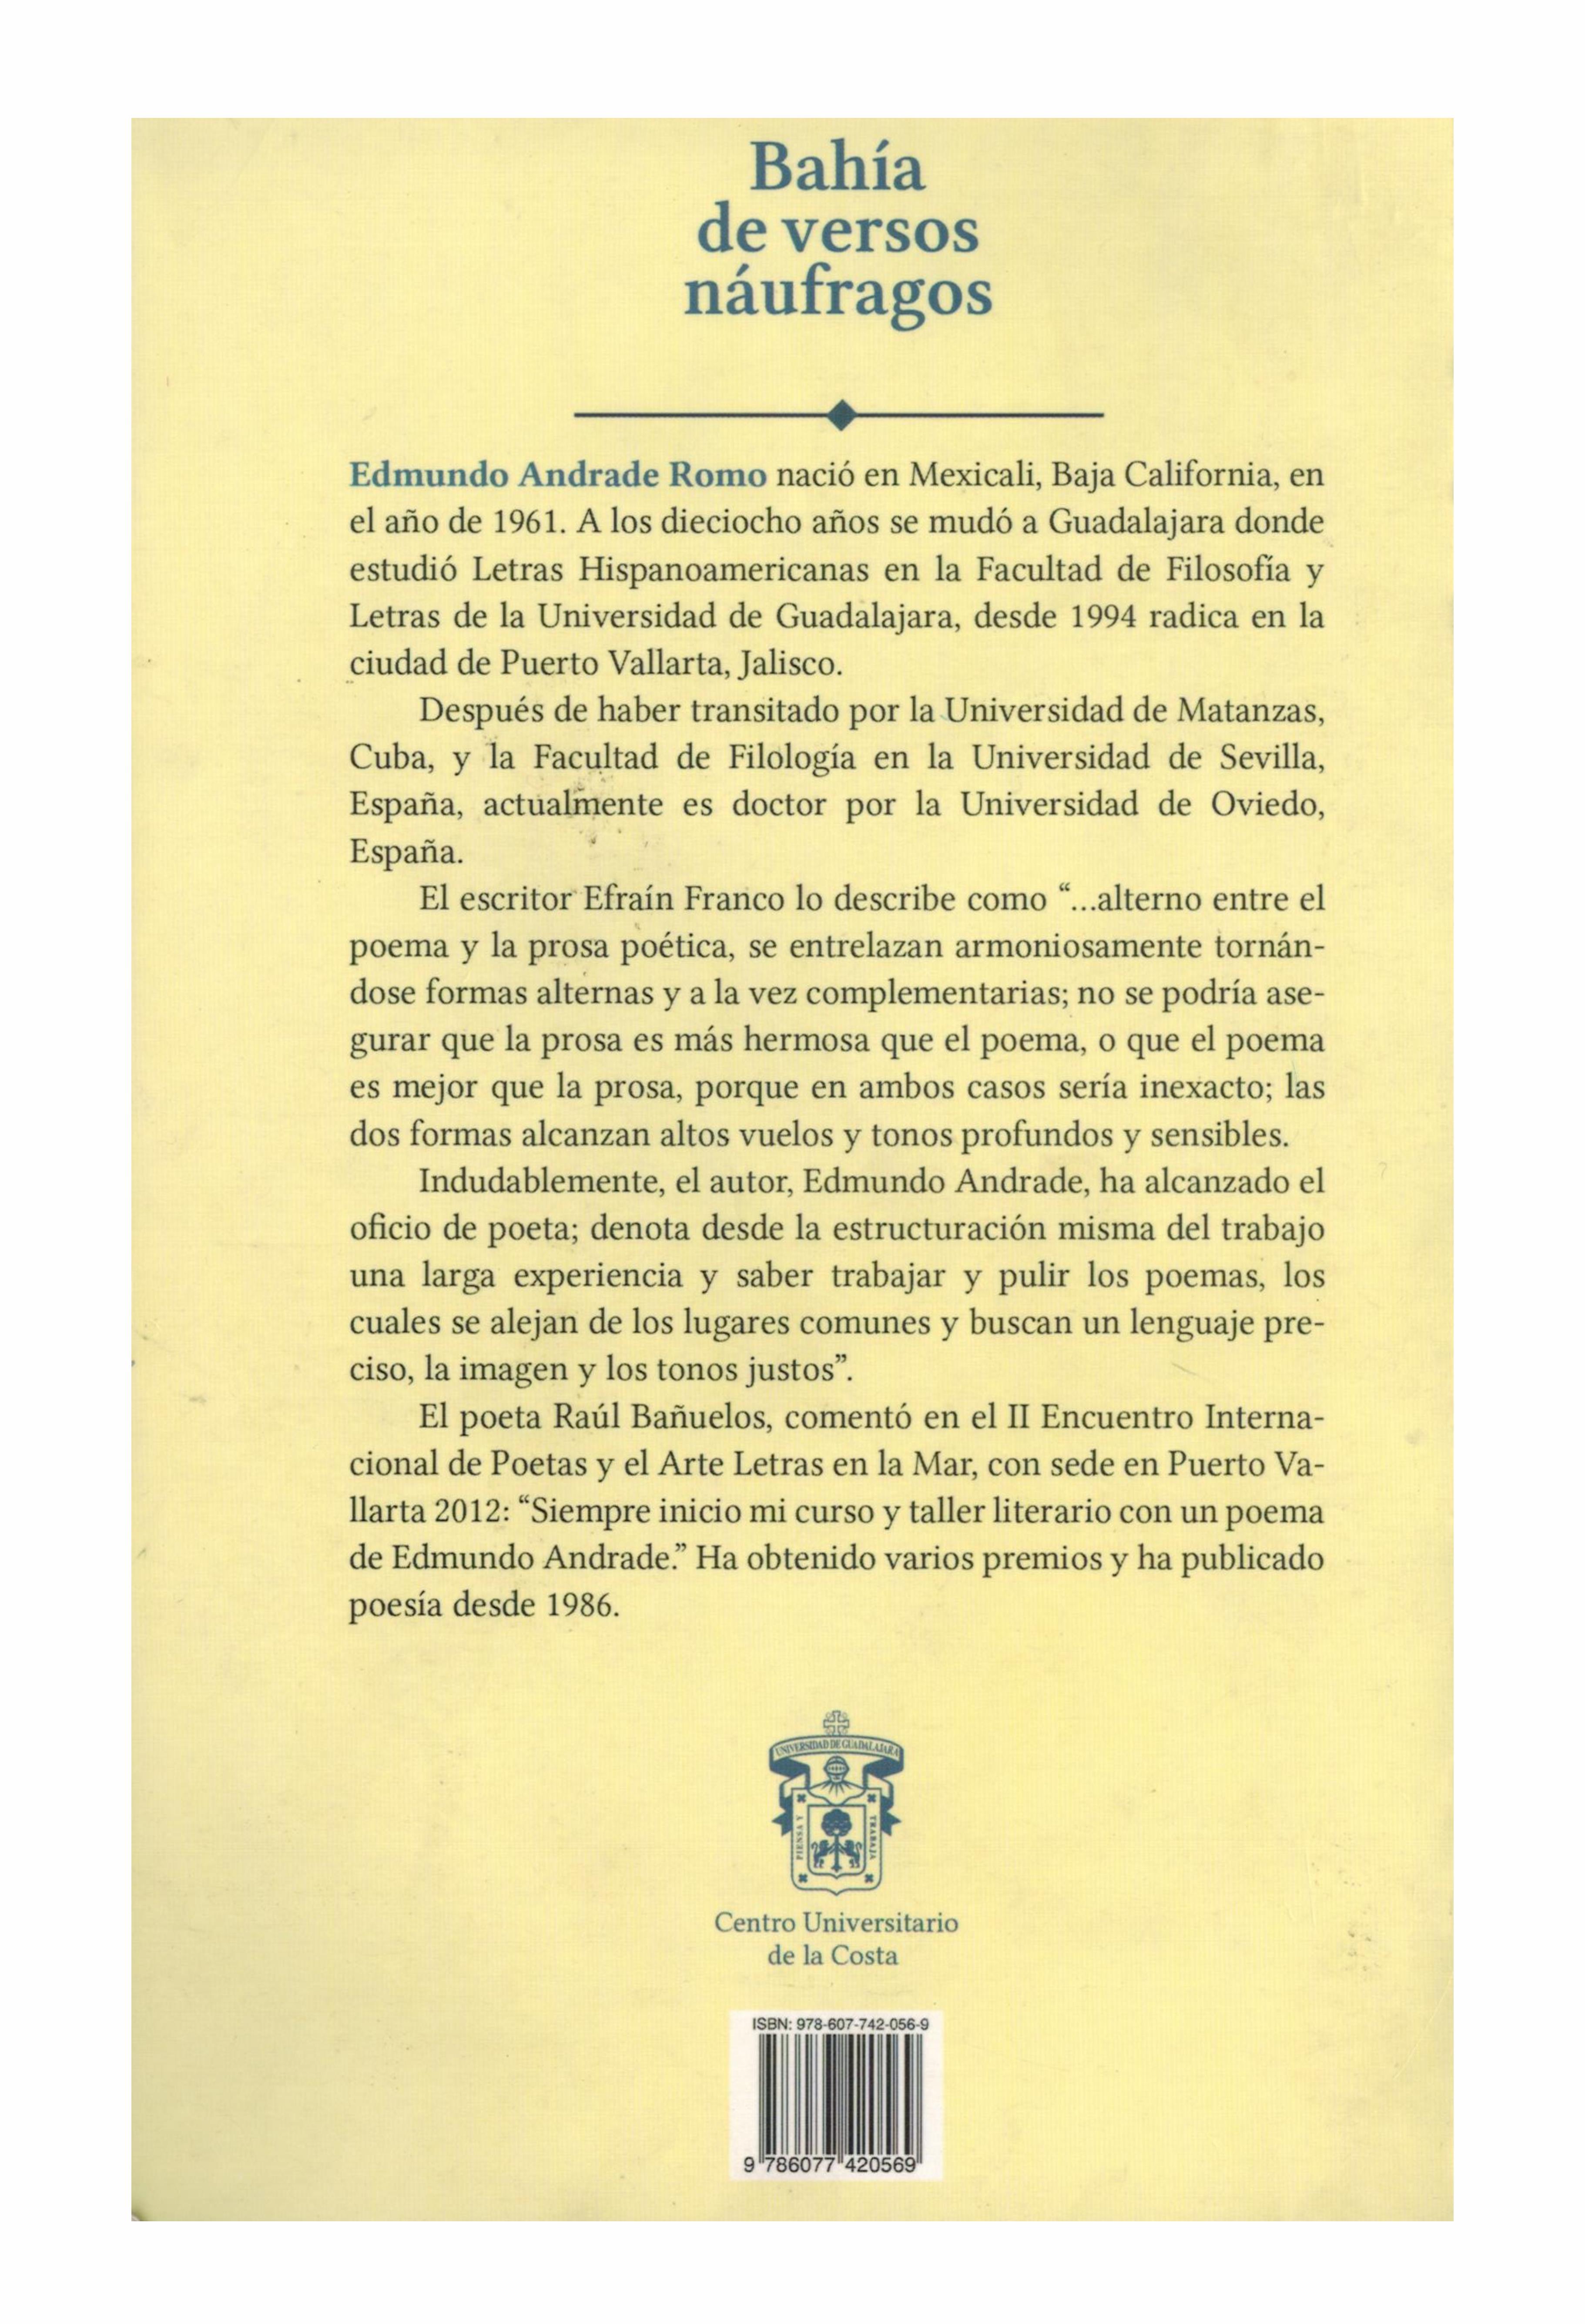 Bahía
de versos
náufragos
Edmundo Andrade Romo nació en Mexicali, Baja California, en
el año de 1961. A los dieciocho años se mudó a Guadalajara donde
estudió Letras Hispanoamericanas en la Facultad de Filosofía y
Letras de la Universidad de Guadalajara, desde 1994 radica en la
ciudad de Puerto Vallarta, Jalisco.
Después de haber transitado por la Universidad de Matanzas,
Cuba, y la Facultad de Filología en la Universidad de Sevilla,
España, actualmente es doctor por la Universidad de Oviedo,
España.
El escritor Efraín Franco lo describe como “...alterno entre el
poema y la prosa poética, se entrelazan armoniosamente tornán-
dose formas alternas y a la vez complementarias; no se podría ase-
gurar que la prosa es más hermosa que el poema, o que el poema
es mejor que la prosa, porque en ambos casos sería inexacto; las
dos formas alcanzan altos vuelos y tonos profundos y sensibles.
Indudablemente, el autor, Edmundo Andrade, ha alcanzado el
oficio de poeta; denota desde la estructuración misma del trabajo
una larga experiencia y saber trabajar y pulir los poemas, los
cuales se alejan de los lugares comunes y buscan un lenguaje pre-
ciso, la imagen y los tonos justos”.
El poeta Raúl Bañuelos, comentó en el II Encuentro Interna-
cional de Poetas y el Arte Letras en la Mar, con sede en Puerto Va-
llarta 2012: “Siempre inicio mi curso y taller literario con un poema
de Edmundo Andrade.” Ha obtenido varios premios y ha publicado
poesía desde 1986.
UNIVERSIDAD DE GUADALAJARA
PIENSA Y
TRABAJA
Centro Universitario
de la Costa
ISBN: 978-607-742-056-9
9 786077 420569